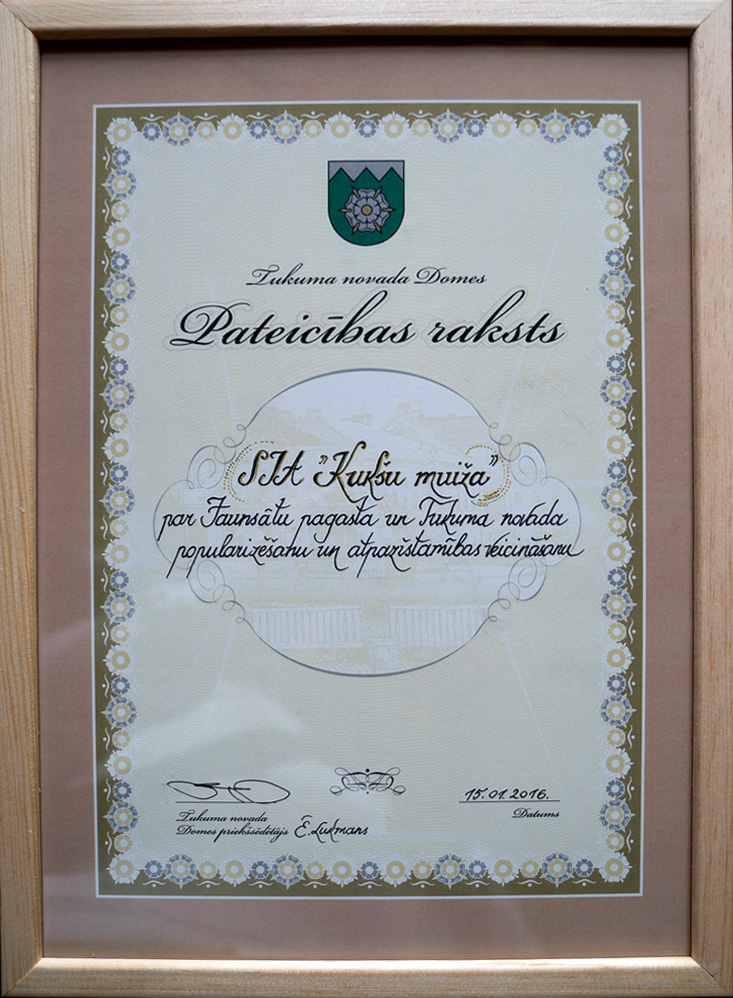 Tukuma novada Domes
Pateicības raksts
SIA "Kukšu muiža"
par Jaunsātu pagasta un Tukuma novada
popularizēšanu un atpazīstamības veicināšanu
15.01.2016.
Tukuma novada
Domes priekšsēdētājs Ē.Lukmans
Datums